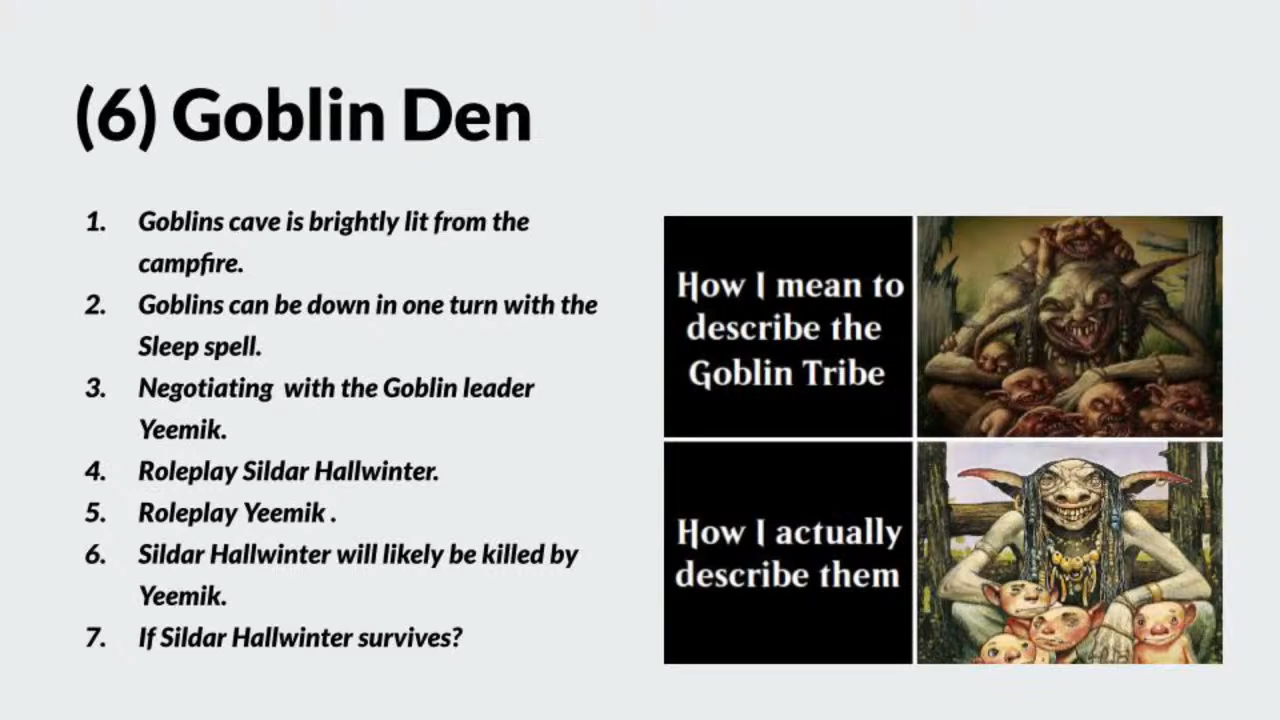 (6) Goblin Den
1. Goblins cave is brightly lit from the
campfire.
2. Goblins can be down in one turn with the
Sleep spell.
3. Negotiating  with the Goblin leader
Yeemik.
4. Roleplay Sildar Hallwinter.
5. Roleplay Yeemik .
6. Sildar Hallwinter will likely be killed by
Yeemik.
7. If Sildar Hallwinter survives?
How I mean to
describe the
Goblin Tribe
How I actually
describe them